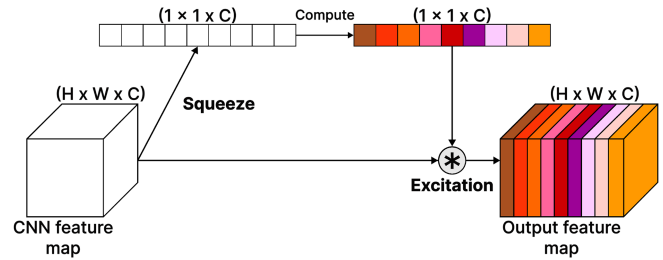 (1 × 1 x C)
Compute
(1 × 1 x C)
(H x W x C)
Squeeze
(H x W x C)
*
Excitation
CNN feature
map
Output feature
map